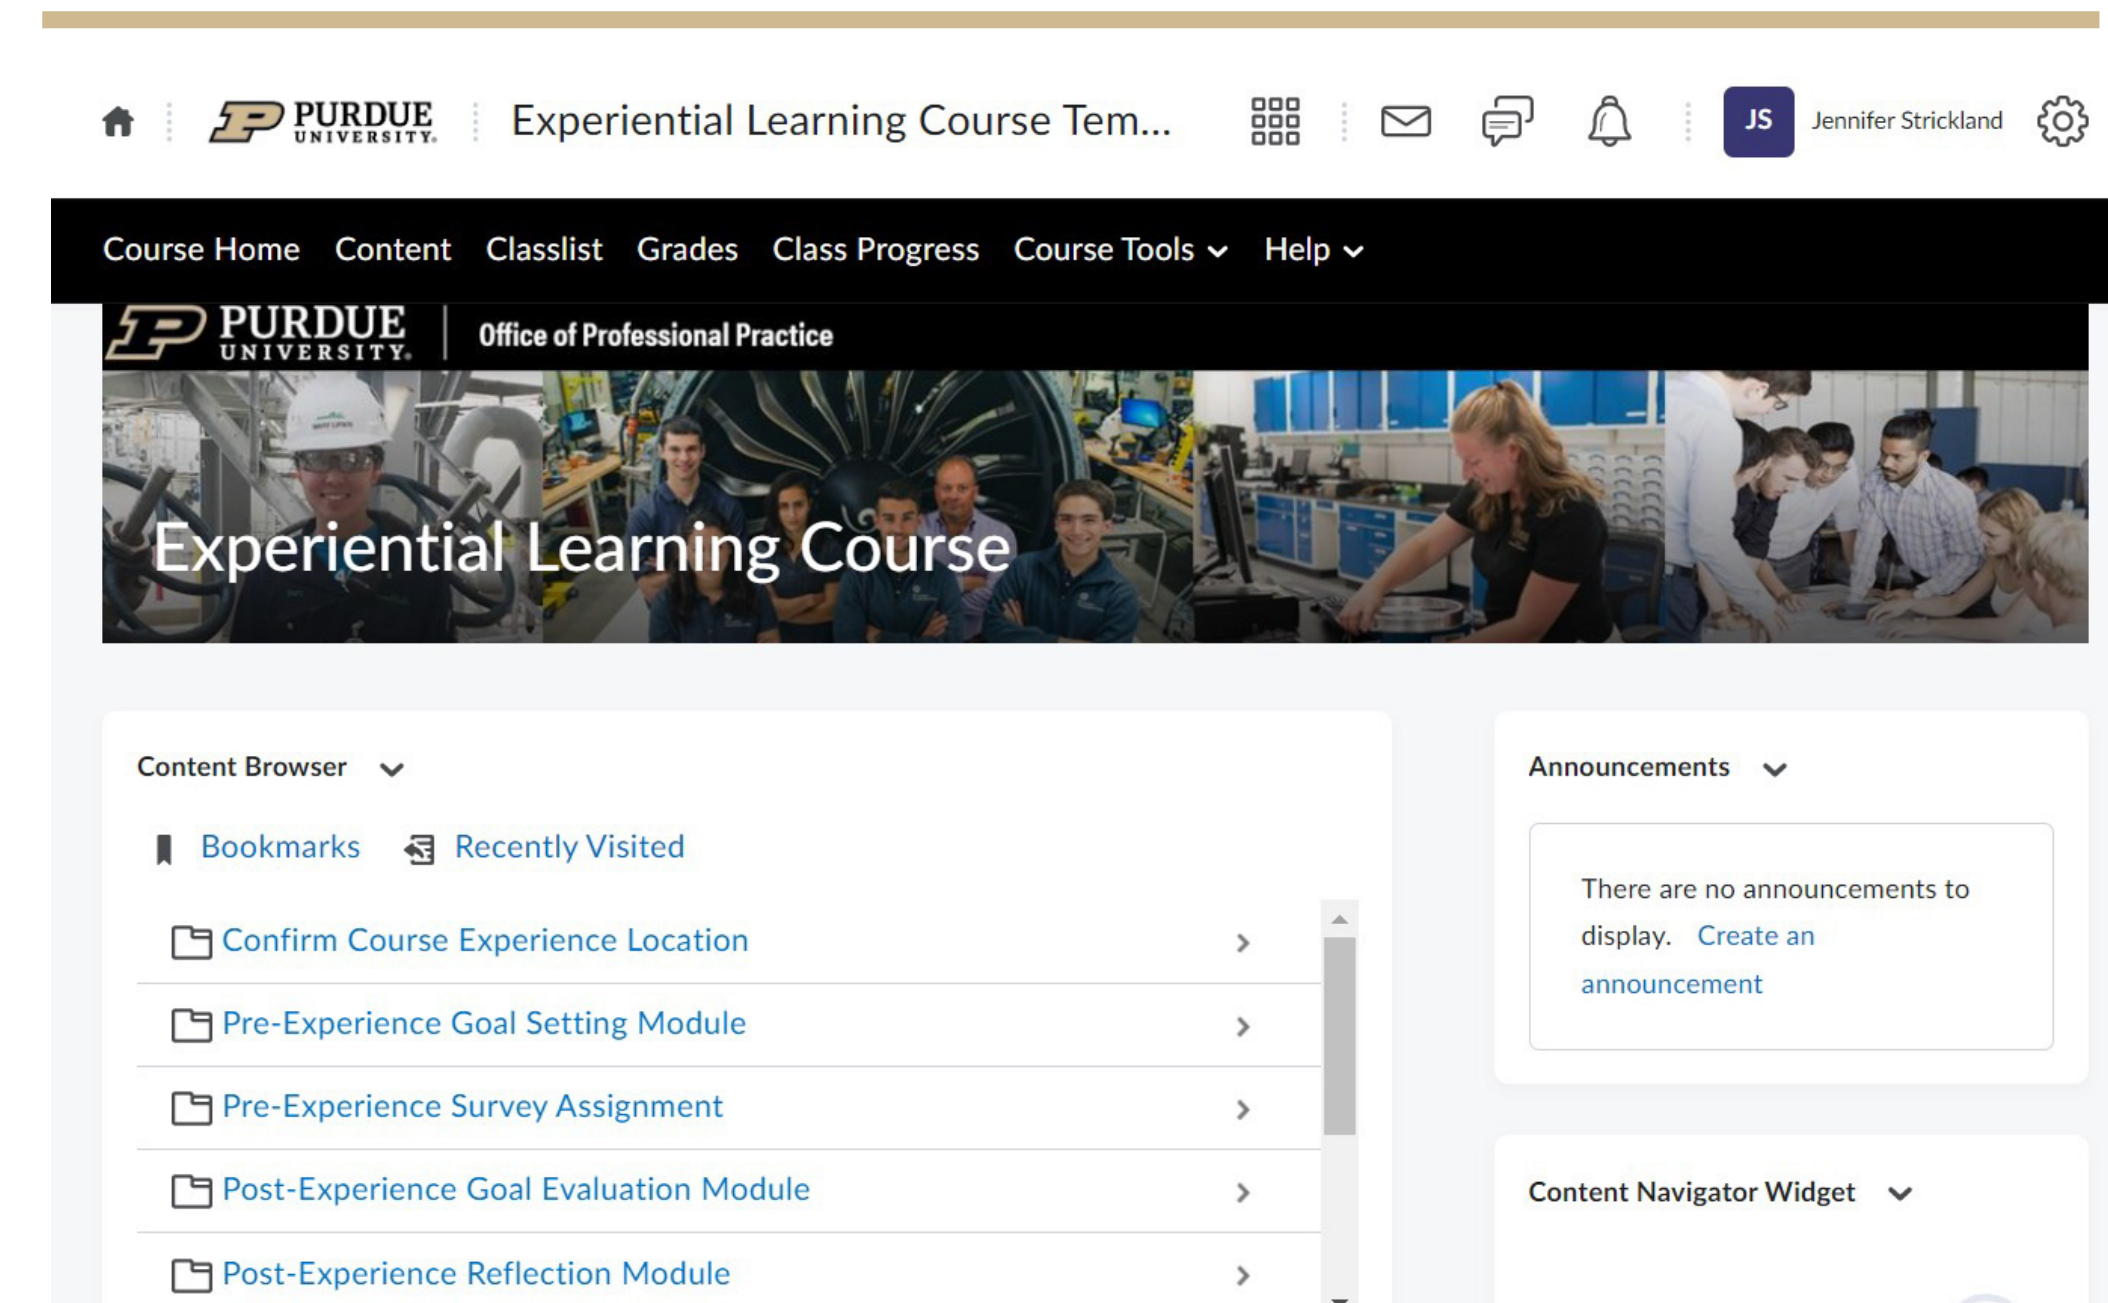 PURDUE
UNIVERSITY.
Experiential Learning Course Tem...
JS
Jennifer Strickland
Course Home Content Classlist Grades Class Progress Course Tools Help
PURDUE
UNIVERSITY.
Office of Professional Practice
Experiential Learning Course
Content Browser
Bookmarks Recently Visited
Confirm Course Experience Location
Pre-Experience Goal Setting Module
Pre-Experience Survey Assignment
Post-Experience Goal Evaluation Module
Post-Experience Reflection Module
Announcements
There are no announcements to
display. Create an
announcement
Content Navigator Widget